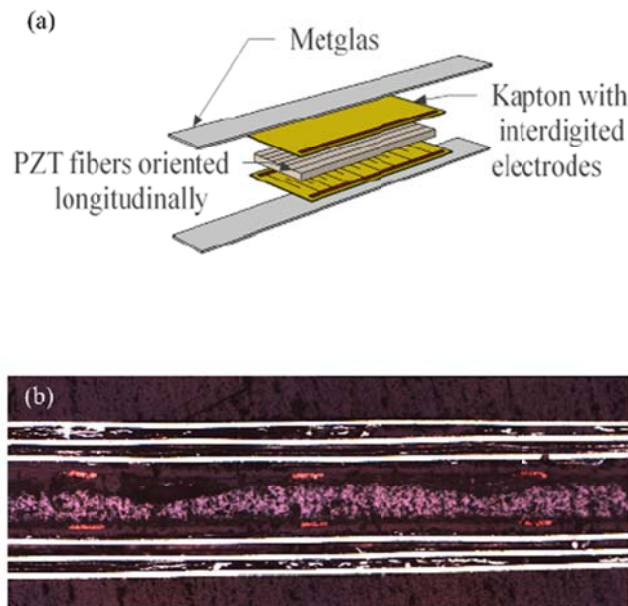 (a)
Metglas
Kapton with
interdigited
electrodes
PZT fibers oriented
longitudinally
(b)